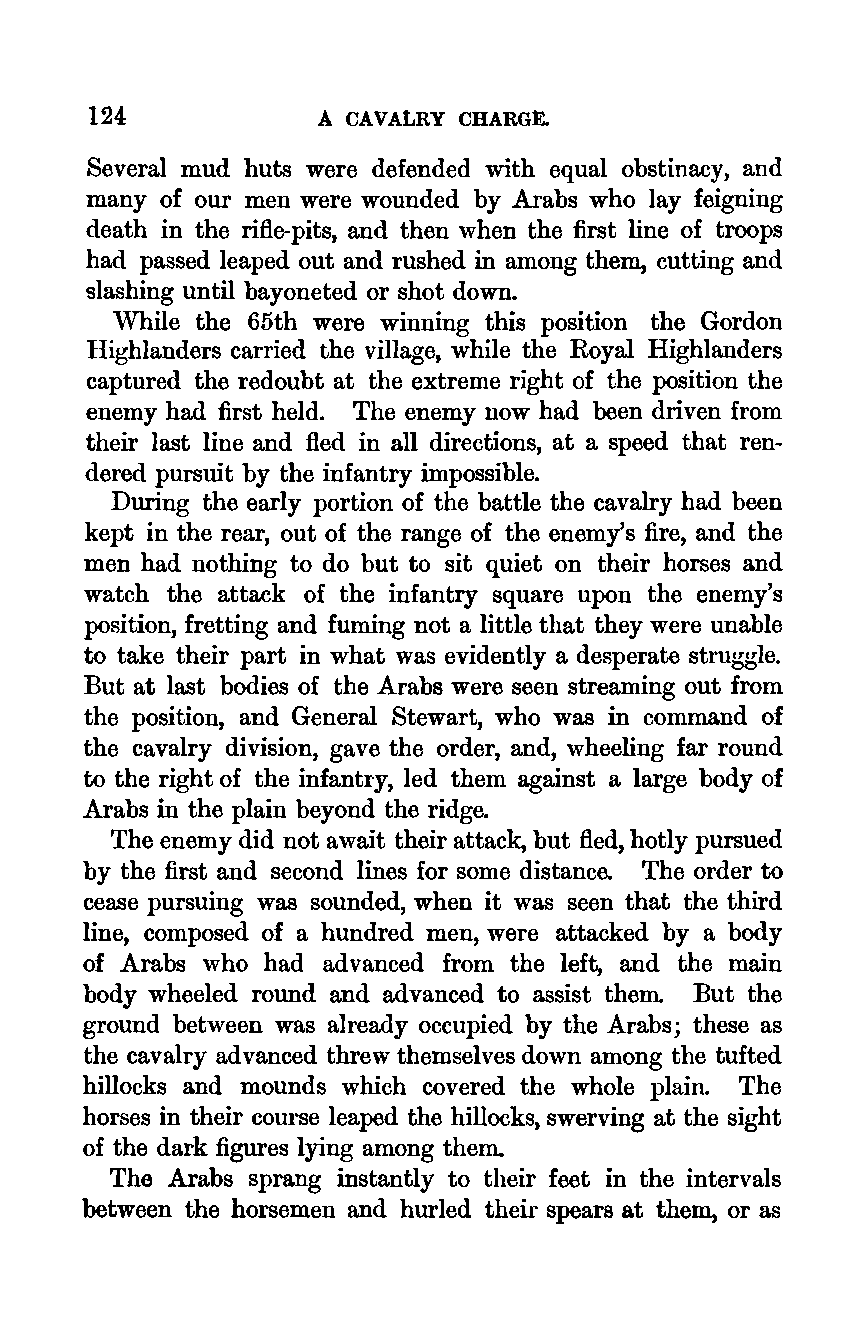 124 A CAVALRY CHARGE.
Several mud huts were defended with equal obstinacy, and
many of our men were wounded by Arabs who lay feigning
death in the rifle-pits, and then when the first line of troops
had passed leaped out and rushed in among them, cutting and
slashing until bayoneted or shot down.
While the 65th were winning this position the Gordon
Highlanders carried the village, while the Royal Highlanders
captured the redoubt at the extreme right of the position the
enemy had first held. The enemy now had been driven from
their last line and fled in all directions, at a speed that ren-
dered pursuit by the infantry impossible.
During the early portion of the battle the cavalry had been
kept in the rear, out of the range of the enemy's fire, and the
men had nothing to do but to sit quiet on their horses and
watch the attack of the infantry square upon the enemy's
position, fretting and fuming not a little that they were unable
to take their part in what was evidently a desperate struggle.
But at last bodies of the Arabs were seen streaming out from
the position, and General Stewart, who was in command of
the cavalry division, gave the order, and, wheeling far round
to the right of the infantry, led them against a large body of
Arabs in the plain beyond the ridge.
The enemy did not await their attack, but fled, hotly pursued
by the first and second lines for some distance. The order to
cease pursuing was sounded, when it was seen that the third
line, composed of a hundred men, were attacked by a body
of Arabs who had advanced from the left, and the main
body wheeled round and advanced to assist them. But the
ground between was already occupied by the Arabs; these as
the cavalry advanced threw themselves down among the tufted
hillocks and mounds which covered the whole plain. The
horses in their course leaped the hillocks, swerving at the sight
of the dark figures lying among them.
The Arabs sprang instantly to their feet in the intervals
between the horsemen and hurled their spears at them, or as